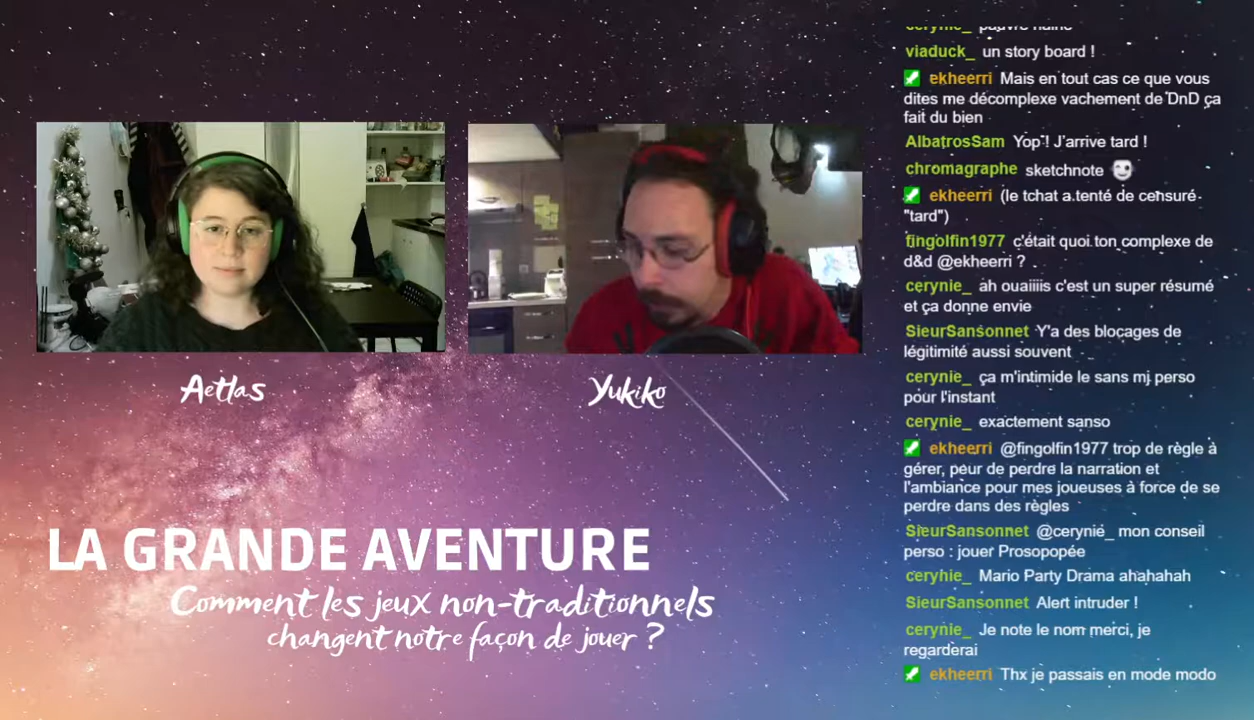 viaduck_ un story board !
ekheerri Mais en tout cas ce que vous
dites me décomplexe vachement de DnD ça
fait du bien
AlbatrosSam Yop ! J'arrive tard !
chromagraphe sketchnote
ekheerri (le tchat a tenté de censuré
"tard")
fingolfin1977 c'était quoi ton complexe de
d&d @ekheerri ?
cerynie_ ah ouaiiiis c'est un super résumé
et ça donne envie
SieurSansonnet Y'a des blocages de
légitimité aussi souvent
cerynie_ ça m'intimide le sans mj perso
pour l'instant
cerynie_ exactement sanso
ekheerri @fingolfin1977 trop de règle à
gérer, peur de perdre la narration et
l'ambiance pour mes joueuses à force de se
perdre dans des règles
SieurSansonnet @cerynie_ mon conseil
perso : jouer Prosopopée
cerynie_ Mario Party Drama ahahahah
SieurSansonnet Alert intruder !
cerynie_ Je note le nom merci, je
regarderai
ekheerri Thx je passais en mode modo
Aetlas
Yukiko
LA GRANDE AVENTURE
Comment les jeux non-traditionnels
changent notre façon de jouer ?